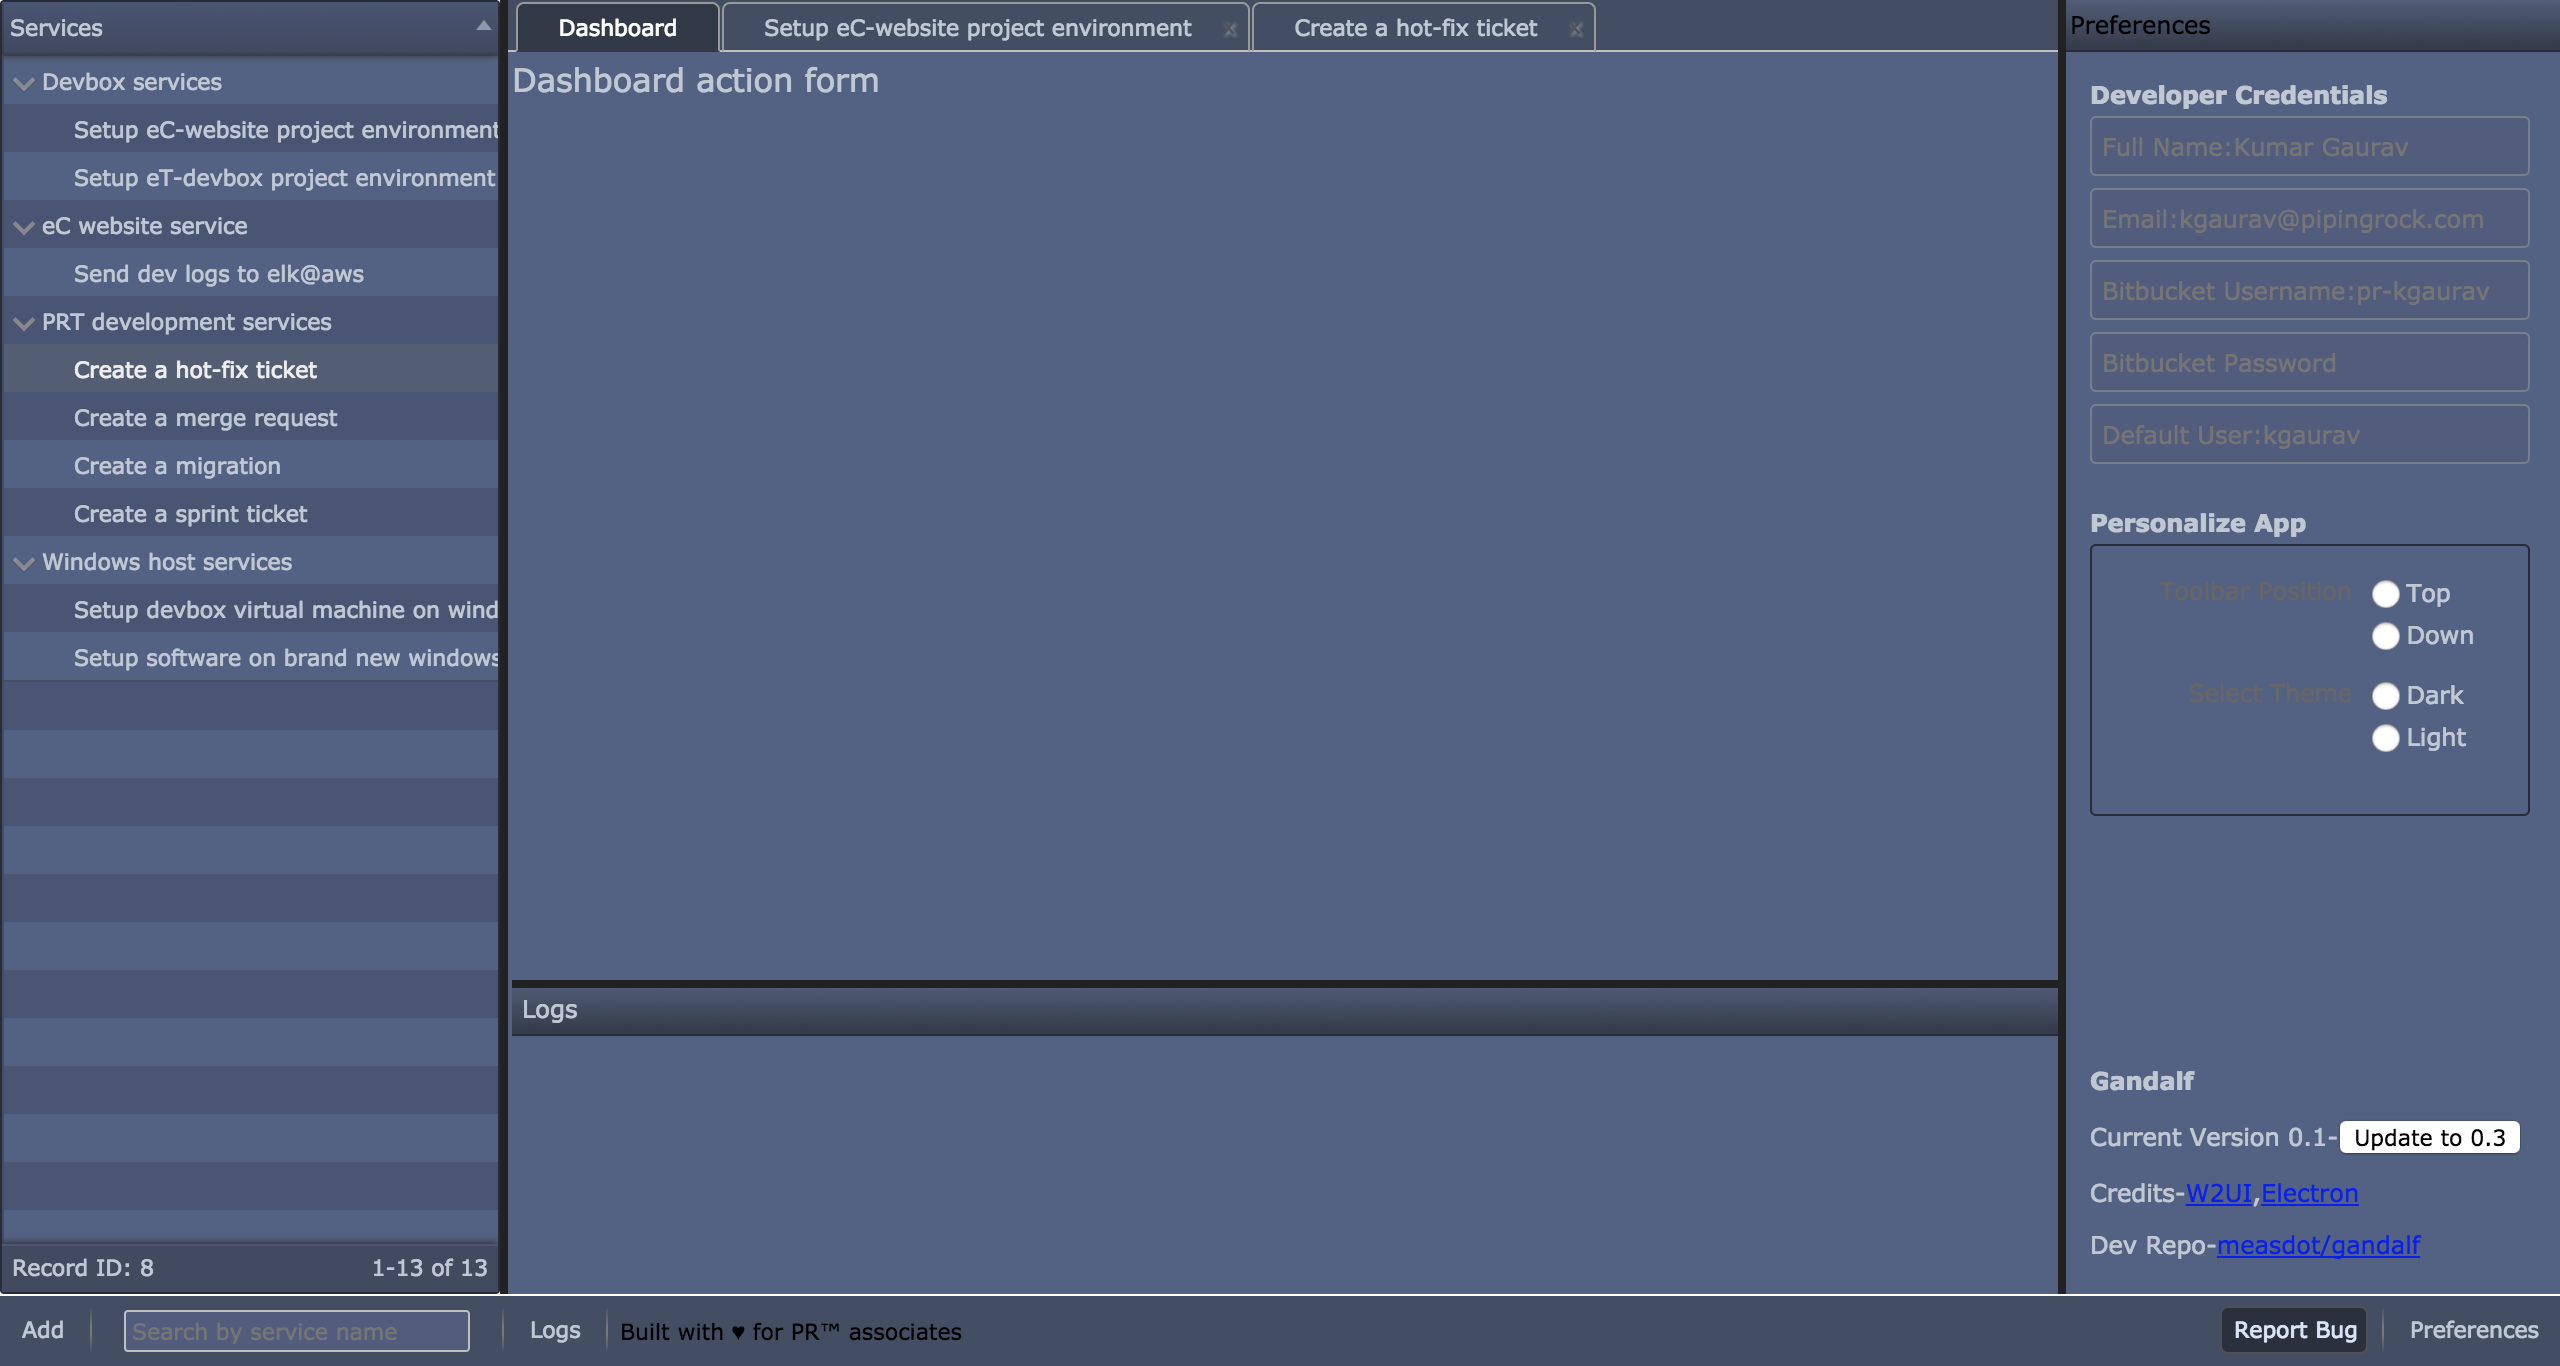 Services
Devbox services
Setup eC-website project environment
Setup eT-devbox project environment
eC website service
Send dev logs to elk@aws
PRT development services
Create a hot-fix ticket
Create a merge request
Create a migration
Create a sprint ticket
Windows host services
Setup devbox virtual machine on wind
Setup software on brand new windows
Record ID: 8 1-13 of 13
Dashboard Setup eC-website project environment x Create a hot-fix ticket x
Dashboard action form
Logs
Preferences
Developer Credentials
Full Name:Kumar Gaurav
Email:kgaurav@pipingrock.com
Bitbucket Username:pr-kgaurav
Bitbucket Password
Default User:kgaurav
Personalize App
Toolbar Position Top
Down
Select Theme Dark
Light
Gandalf
Current Version 0.1- Update to 0.3
Credits-W2UI,Electron
Dev Repo-measdot/gandalf
Add Search by service name Logs Built with ♥ for PR™ associates Report Bug Preferences